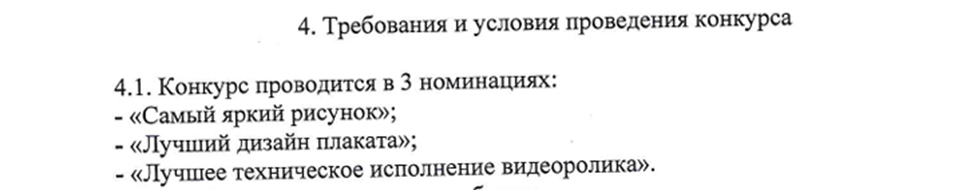 4. Требования и условия проведения конкурса
4.1. Конкурс проводится в 3 номинациях:
- «Самый яркий рисунок»;
- «Лучший дизайн плаката»;
- «Лучшее техническое исполнение видеоролика».